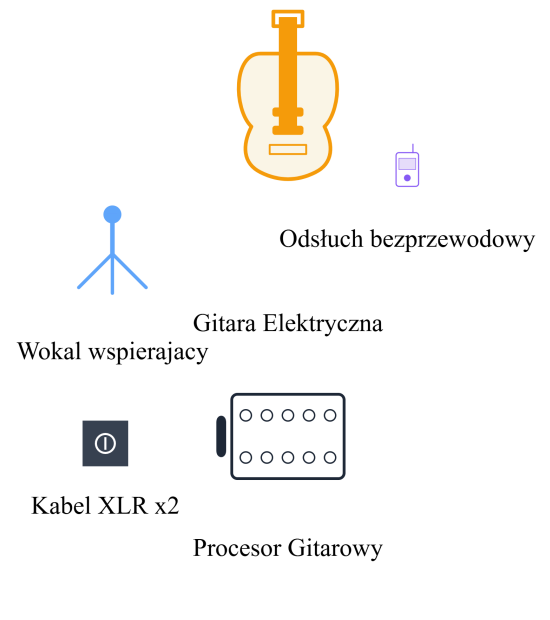 Odsłuch bezprzewodowy
Gitara Elektryczna
Wokal wspierajacy
Kabel XLR x2
Procesor Gitarowy